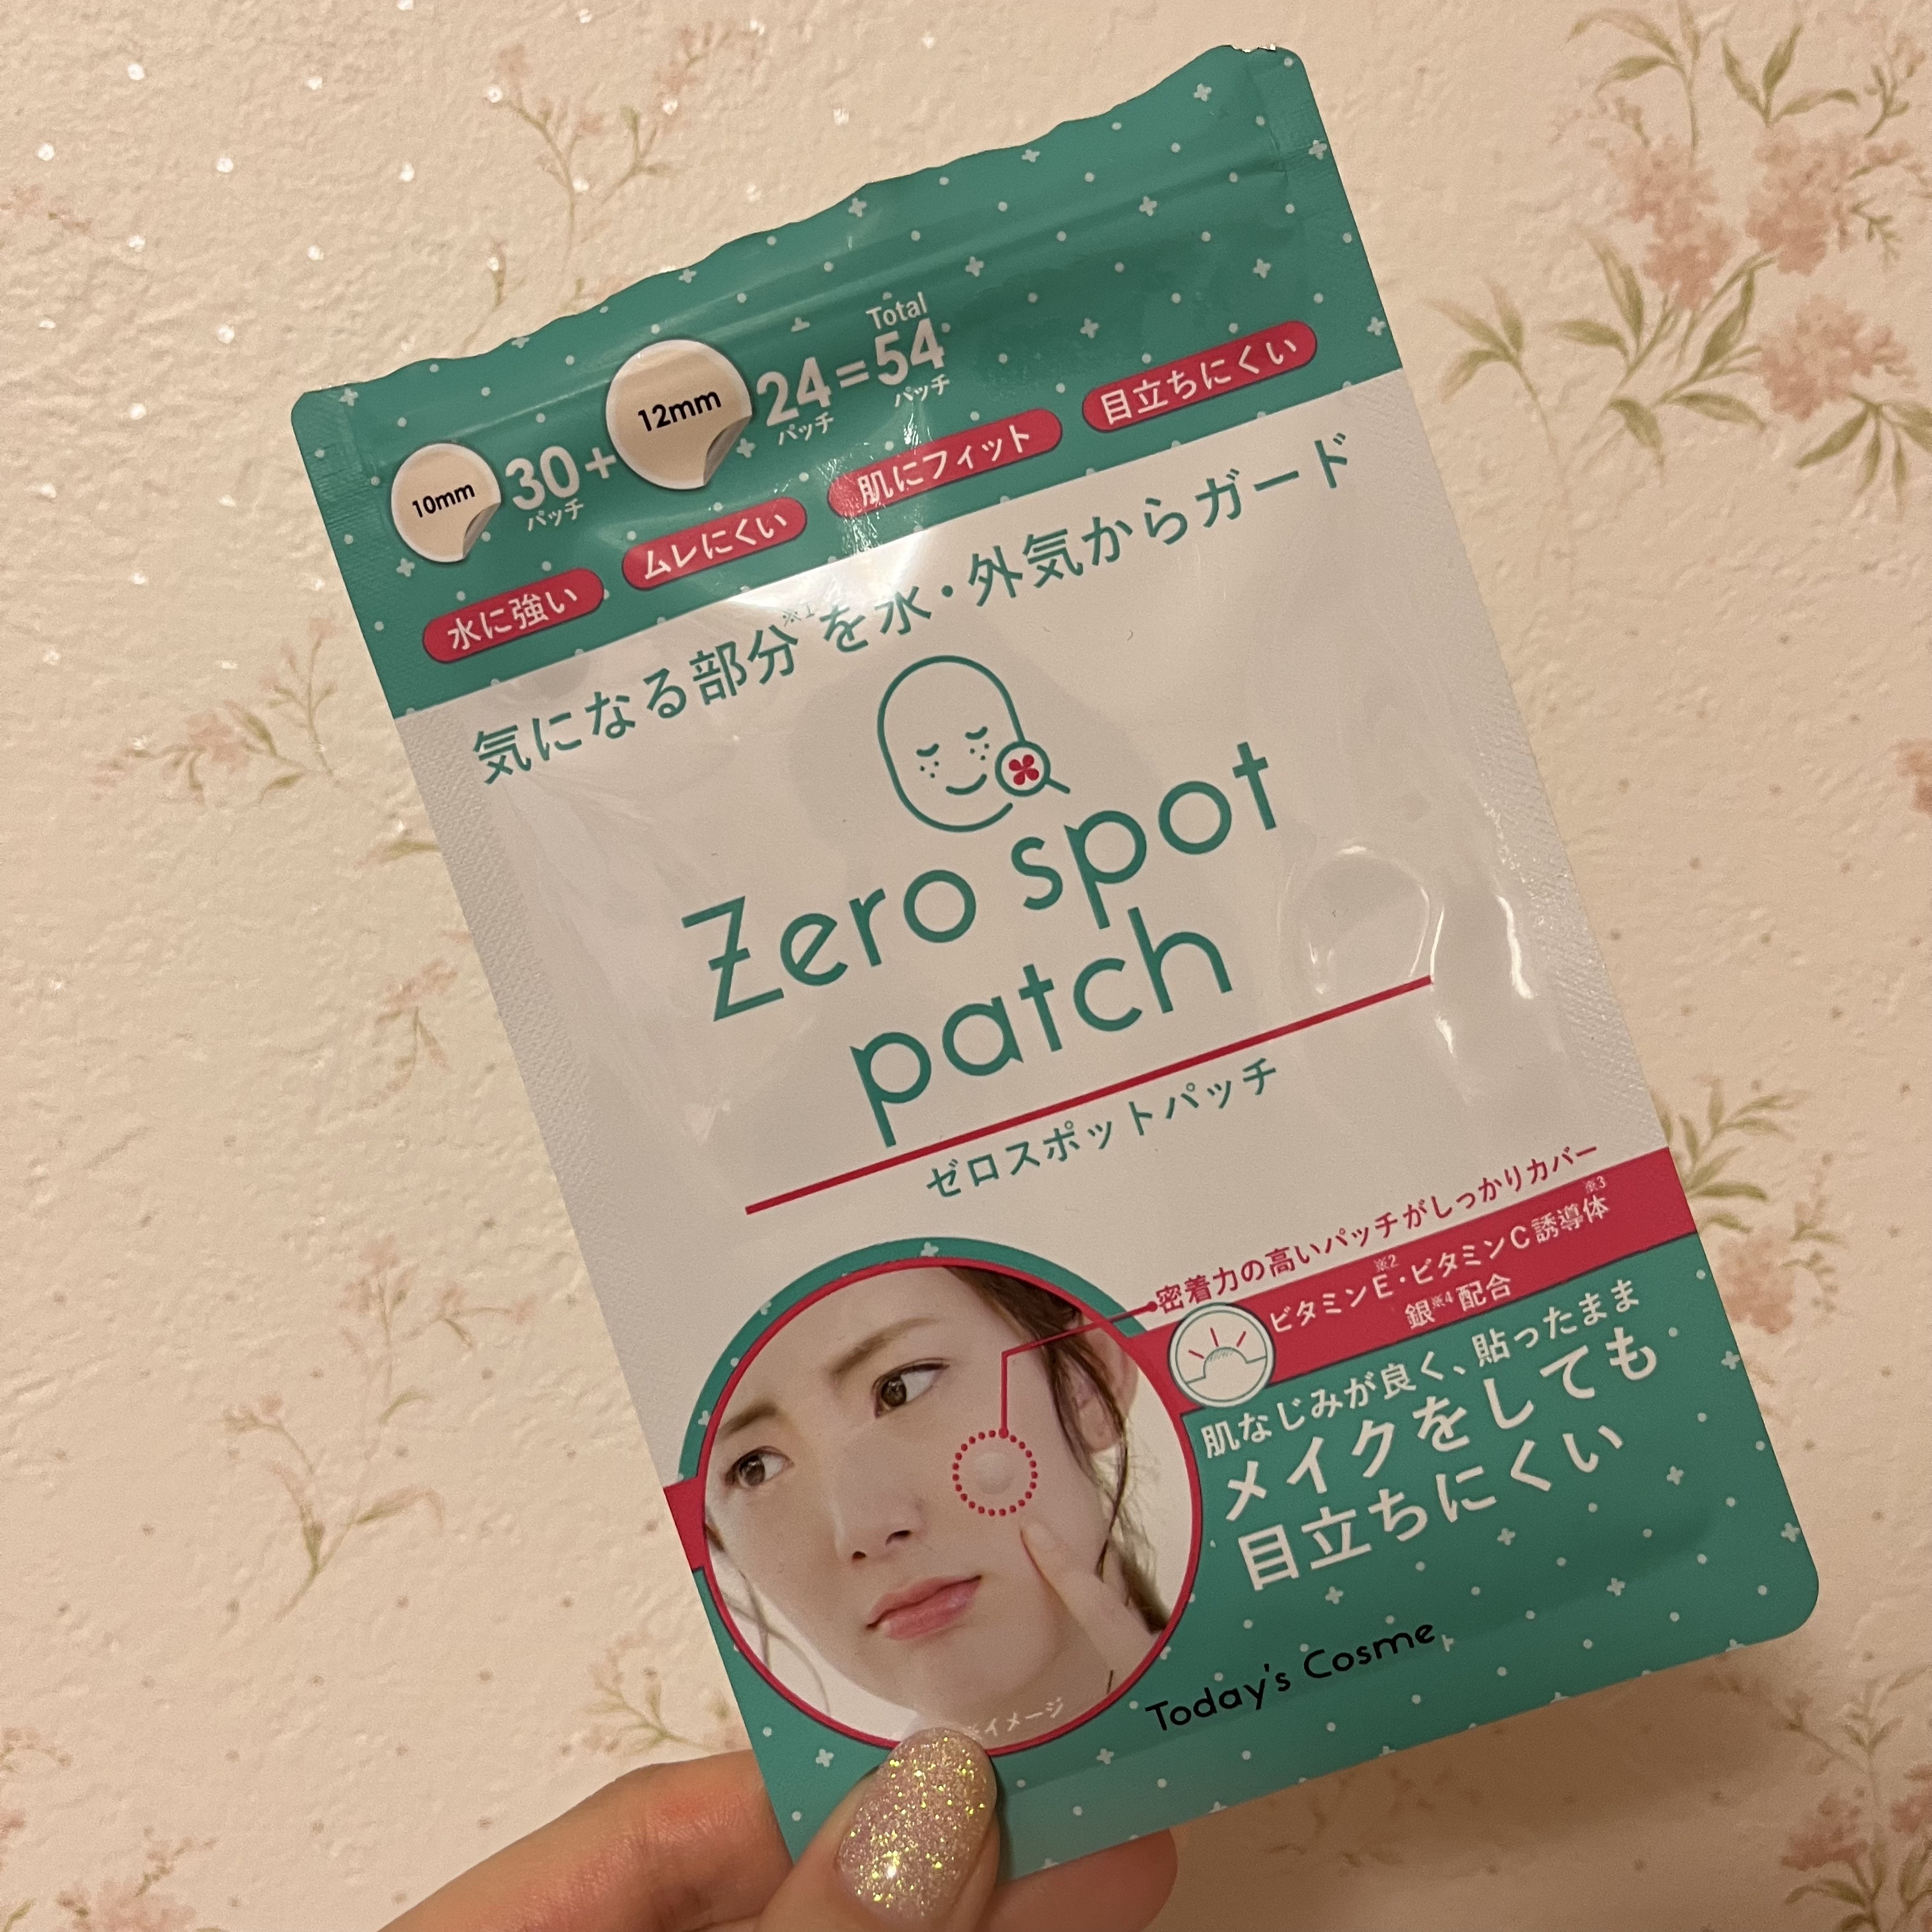 Total
10mm 30 + 12mm 24 = 54
パッチ パッチ パッチ
水に強い ムレにくい 肌にフィット 目立ちにくい
気になる部分※1を水・外気からガード
Zero spot
patch
ゼロスポットパッチ
密着力の高いパッチがしっかりカバー
ビタミンE※2・ビタミンC誘導体※3
銀※4配合
肌なじみが良く、貼ったまま
メイクをしても
目立ちにくい
※イメージ
Today's Cosme